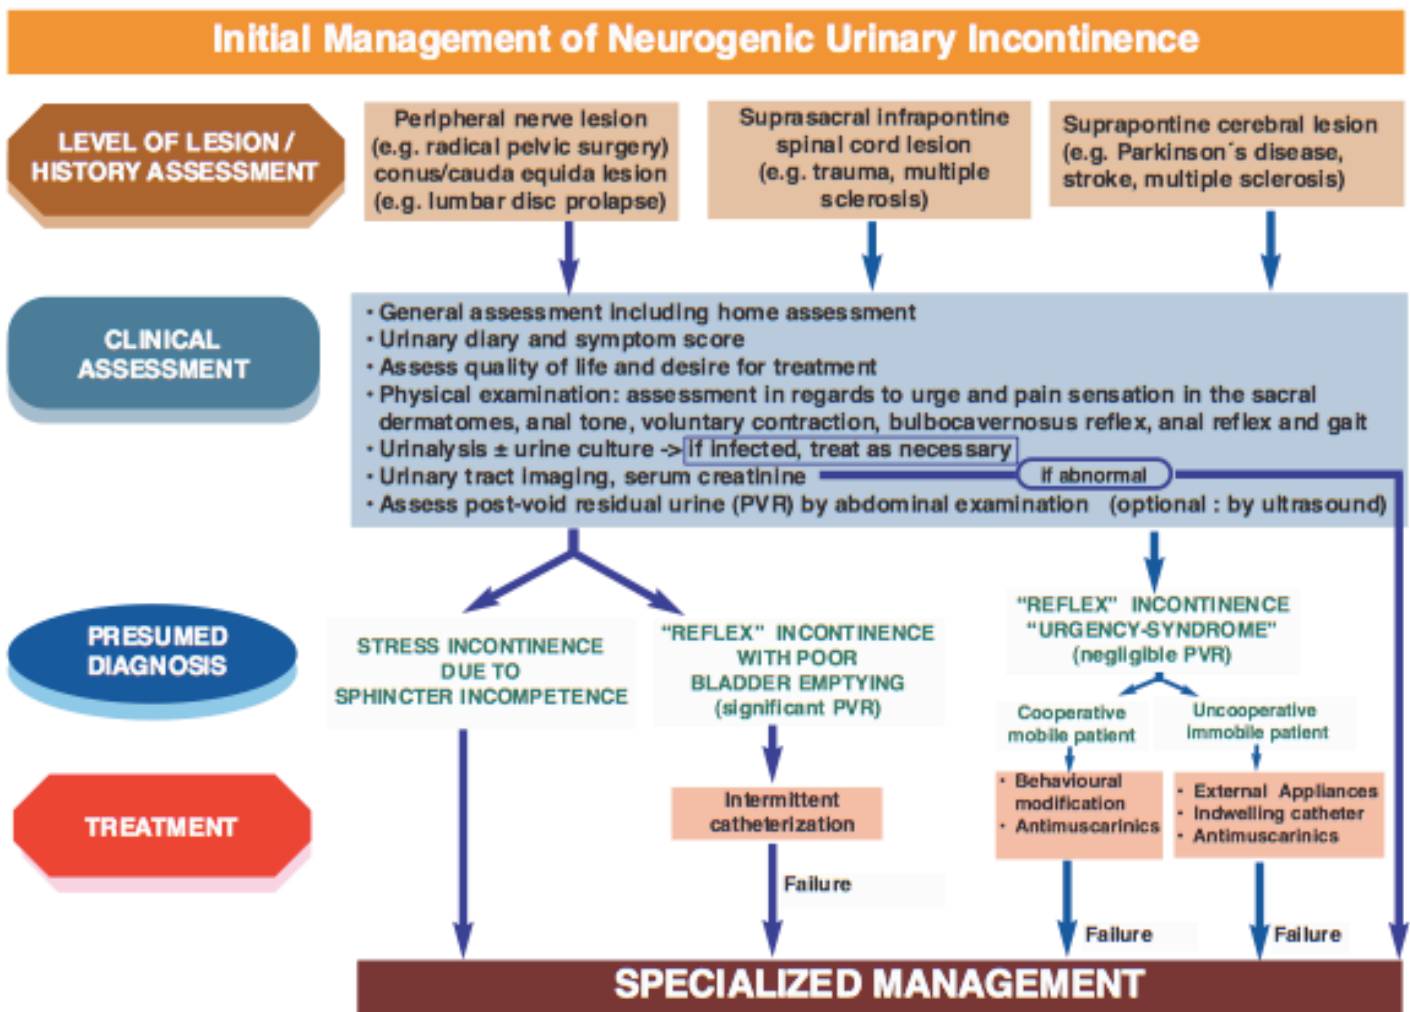 Initial Management of Neurogenic Urinary Incontinence
LEVEL OF LESION /
HISTORY ASSESSMENT
Peripheral nerve lesion
(e.g. radical pelvic surgery)
conus/cauda equida lesion
(e.g. lumbar disc prolapse)
Suprasacral infrapontine
spinal cord lesion
(e.g. trauma, multiple
sclerosis)
Suprapontine cerebral lesion
(e.g. Parkinson´s disease,
stroke, multiple sclerosis)
CLINICAL
ASSESSMENT
· General assessment including home assessment
· Urinary diary and symptom score
· Assess quality of life and desire for treatment
· Physical examination: assessment in regards to urge and pain sensation in the sacral
dermatomes, anal tone, voluntary contraction, bulbocavernosus reflex, anal reflex and gait
· Urinalysis ± urine culture -> if infected, treat as necessary
· Urinary tract imaging, serum creatinine if abnormal
· Assess post-void residual urine (PVR) by abdominal examination (optional : by ultrasound)
PRESUMED
DIAGNOSIS
STRESS INCONTINENCE
DUE TO
SPHINCTER INCOMPETENCE
“REFLEX” INCONTINENCE
WITH POOR
BLADDER EMPTYING
(significant PVR)
“REFLEX” INCONTINENCE
“URGENCY-SYNDROME”
(negligible PVR)
Cooperative
mobile patient
Uncooperative
immobile patient
TREATMENT
Intermittent
catheterization
· Behavioural
modification
· Antimuscarinics
· External Appliances
· Indwelling catheter
· Antimuscarinics
Failure
Failure
Failure
SPECIALIZED MANAGEMENT